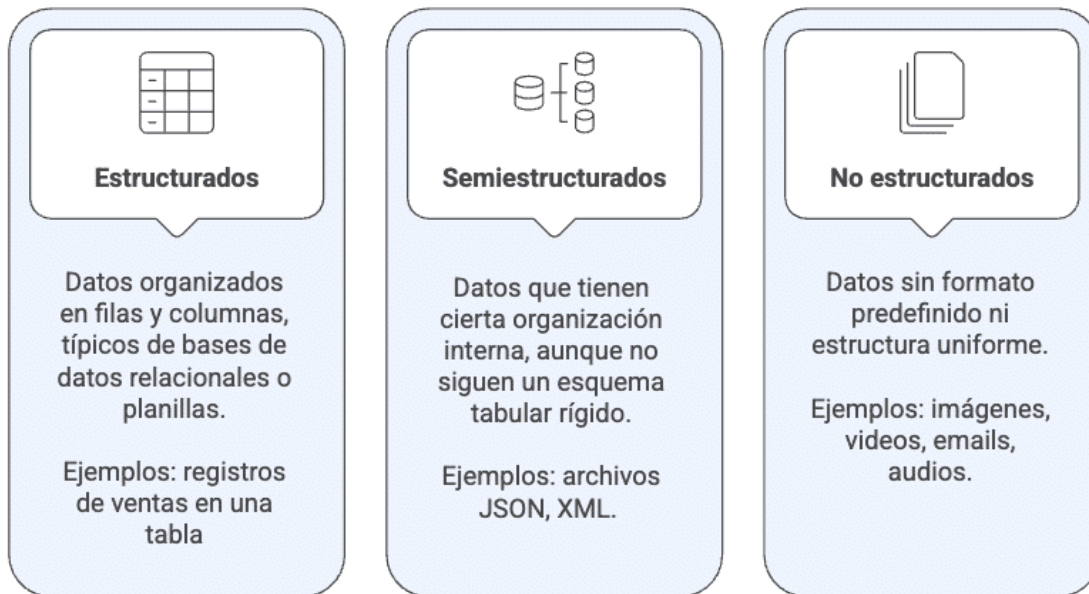 Estructurados
Datos organizados
en filas y columnas,
típicos de bases de
datos relacionales o
planillas.
Ejemplos: registros
de ventas en una
tabla
Semiestructurados
Datos que tienen
cierta organización
interna, aunque no
siguen un esquema
tabular rígido.
Ejemplos: archivos
JSON, XML.
No estructurados
Datos sin formato
predefinido ni
estructura uniforme.
Ejemplos: imágenes,
videos, emails,
audios.